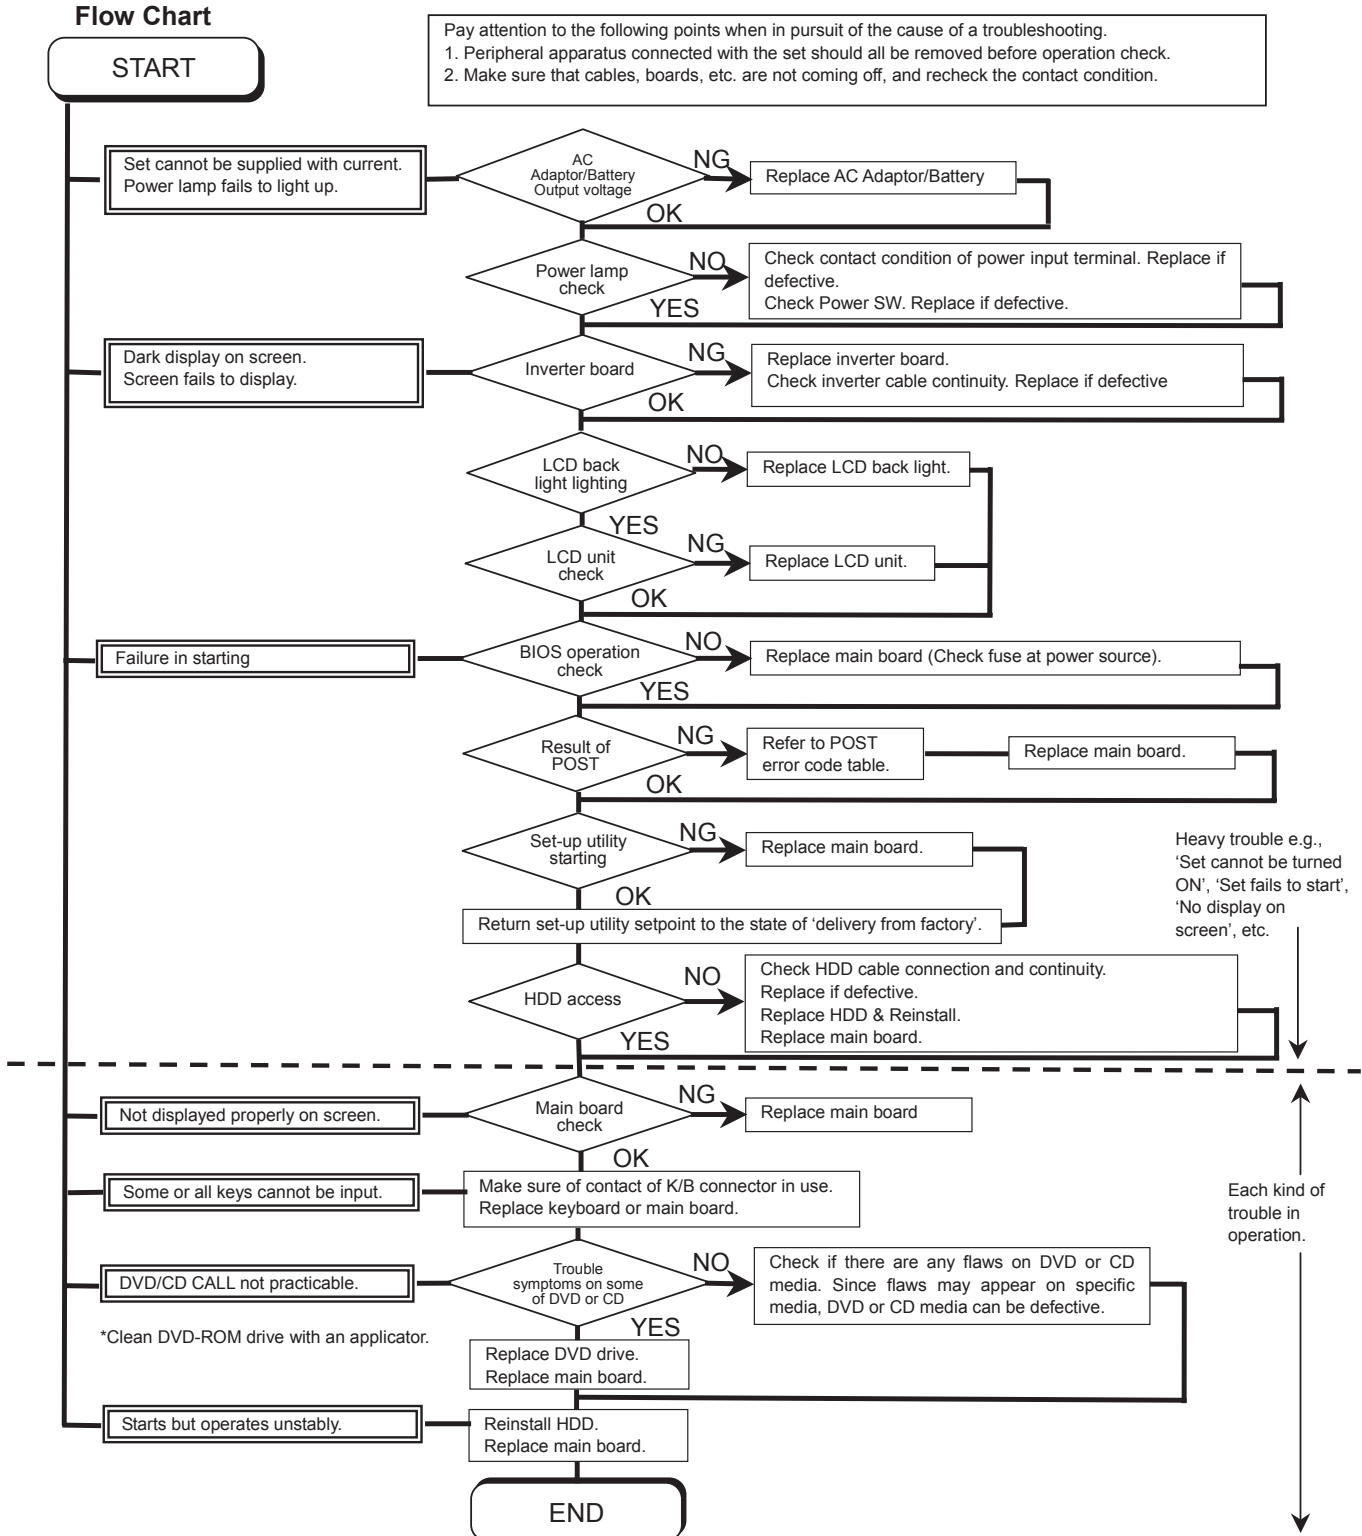 Flow Chart
START
Pay attention to the following points when in pursuit of the cause of a troubleshooting.
1. Peripheral apparatus connected with the set should all be removed before operation check.
2. Make sure that cables, boards, etc. are not coming off, and recheck the contact condition.
Set cannot be supplied with current.
Power lamp fails to light up.
AC
Adaptor/Battery
Output voltage
NG
Replace AC Adaptor/Battery
OK
Power lamp
check
NO
Check contact condition of power input terminal. Replace if
defective.
Check Power SW. Replace if defective.
YES
Dark display on screen.
Screen fails to display.
Inverter board
NG
Replace inverter board.
Check inverter cable continuity. Replace if defective
OK
LCD back
light lighting
NO
Replace LCD back light.
YES
LCD unit
check
NG
Replace LCD unit.
OK
Failure in starting
BIOS operation
check
NO
Replace main board (Check fuse at power source).
YES
Result of
POST
NG
Refer to POST
error code table.
Replace main board.
OK
Set-up utility
starting
NG
Replace main board.
OK
Return set-up utility setpoint to the state of ‘delivery from factory’.
Heavy trouble e.g.,
‘Set cannot be turned
ON’, ‘Set fails to start’,
‘No display on
screen’, etc.
HDD access
NO
Check HDD cable connection and continuity.
Replace if defective.
Replace HDD & Reinstall.
Replace main board.
YES
Not displayed properly on screen.
Main board
check
NG
Replace main board
OK
Some or all keys cannot be input.
Make sure of contact of K/B connector in use.
Replace keyboard or main board.
Each kind of
trouble in
operation.
DVD/CD CALL not practicable.
Trouble
symptoms on some
of DVD or CD
NO
Check if there are any flaws on DVD or CD
media. Since flaws may appear on specific
media, DVD or CD media can be defective.
*Clean DVD-ROM drive with an applicator.
YES
Replace DVD drive.
Replace main board.
Starts but operates unstably.
Reinstall HDD.
Replace main board.
END